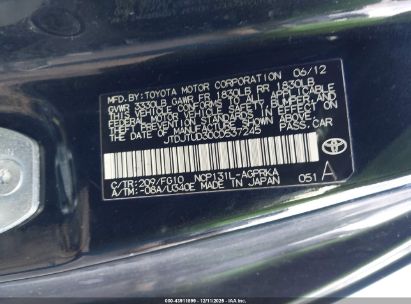 MFD. BY: TOYOTA MOTOR CORPORATION 06/12
GVWR 3330LB GAWR FR 1830LB RR 1830LB
THIS VEHICLE CONFORMS TO ALL APPLICABLE
FEDERAL MOTOR VEHICLE SAFETY, BUMPER, AND
THEFT PREVENTION STANDARDS IN EFFECT ON
THE DATE OF MANUFACTURE SHOWN ABOVE.
JTDJTUD30CD537245 PASS.CAR
C/TR: 209/FG10 NCP131L-AGPRKA
A/TM: -08A/U340E MADE IN JAPAN 051 A